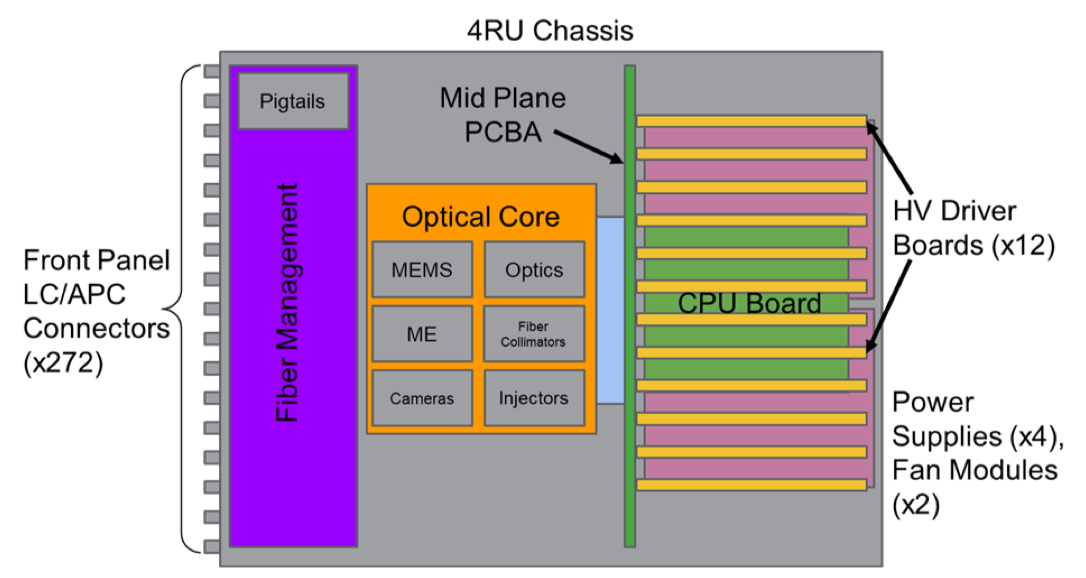 4RU Chassis
Pigtails
Fiber Management
Front Panel
LC/APC
Connectors
(x272)
Mid Plane
PCBA
Optical Core
MEMS
Optics
ME
Fiber
Collimators
Cameras
Injectors
CPU Board
HV Driver
Boards (x12)
Power
Supplies (x4),
Fan Modules
(x2)